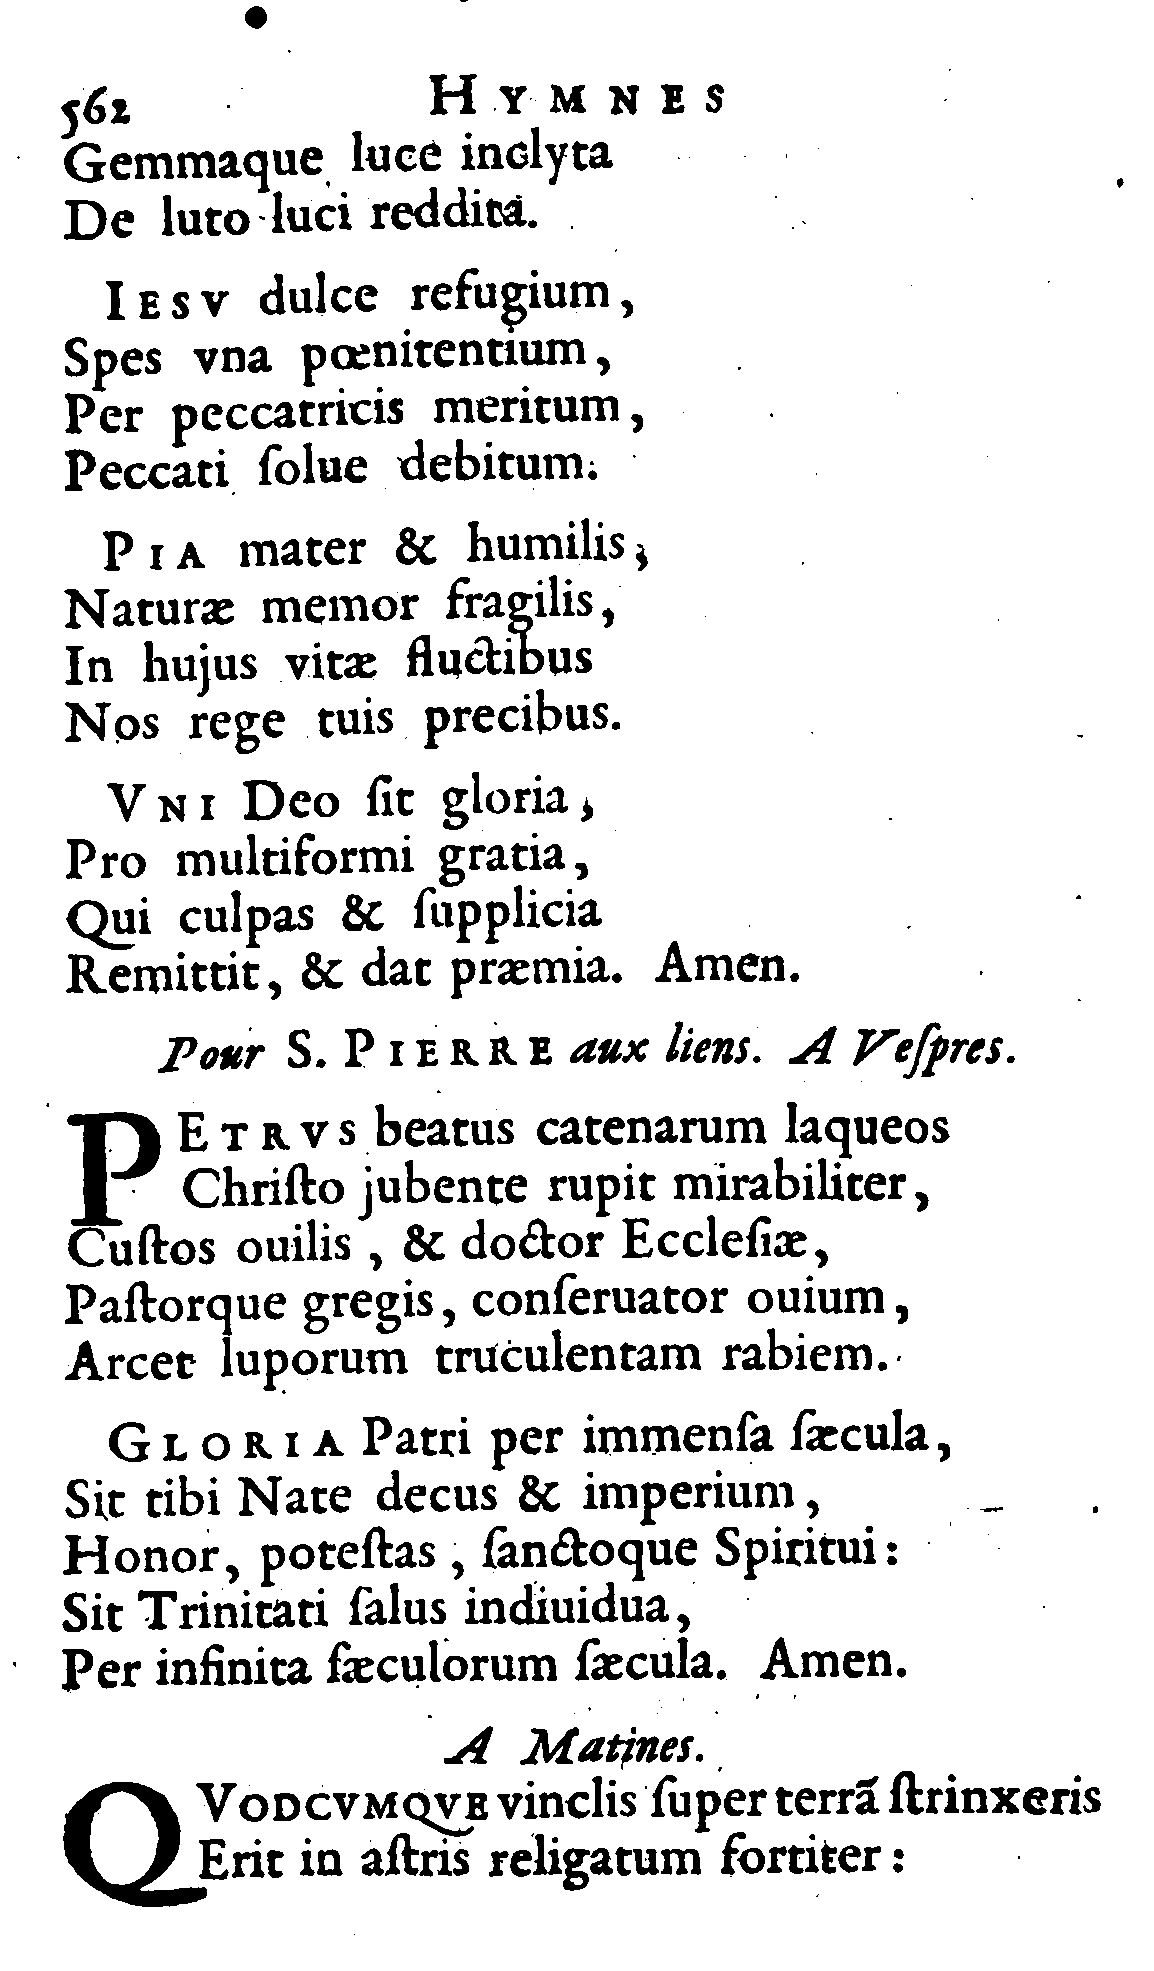 562 HYMNES
Gemmaque luce inclyta
De luto luci reddita.
IESV dulce refugium,
Spes vna pœnitentium,
Per peccatricis meritum,
Peccati ſolue debitum.
PIA mater & humilis,
Naturæ memor fragilis,
In hujus vitæ fluctibus
Nos rege tuis precibus.
VNI Deo ſit gloria,
Pro multiformi gratia,
Qui culpas & ſupplicia
Remittit, & dat præmia. Amen.
Pour S. PIERRE aux liens. A Veſpres.
PETRVS beatus catenarum laqueos
Chriſto jubente rupit mirabiliter,
Cuſtos ouilis, & doctor Eccleſiæ,
Paſtorque gregis, conſeruator ouium,
Arcet luporum truculentam rabiem.
GLORIA Patri per immenſa ſæcula,
Sit tibi Nate decus & imperium,
Honor, poteſtas, ſanctoque Spiritui:
Sit Trinitati ſalus indiuidua,
Per infinita ſæculorum ſæcula. Amen.
A Matines.
QVODCVMQVE vinclis ſuper terrã ſtrinxeris
Erit in aſtris religatum fortiter: